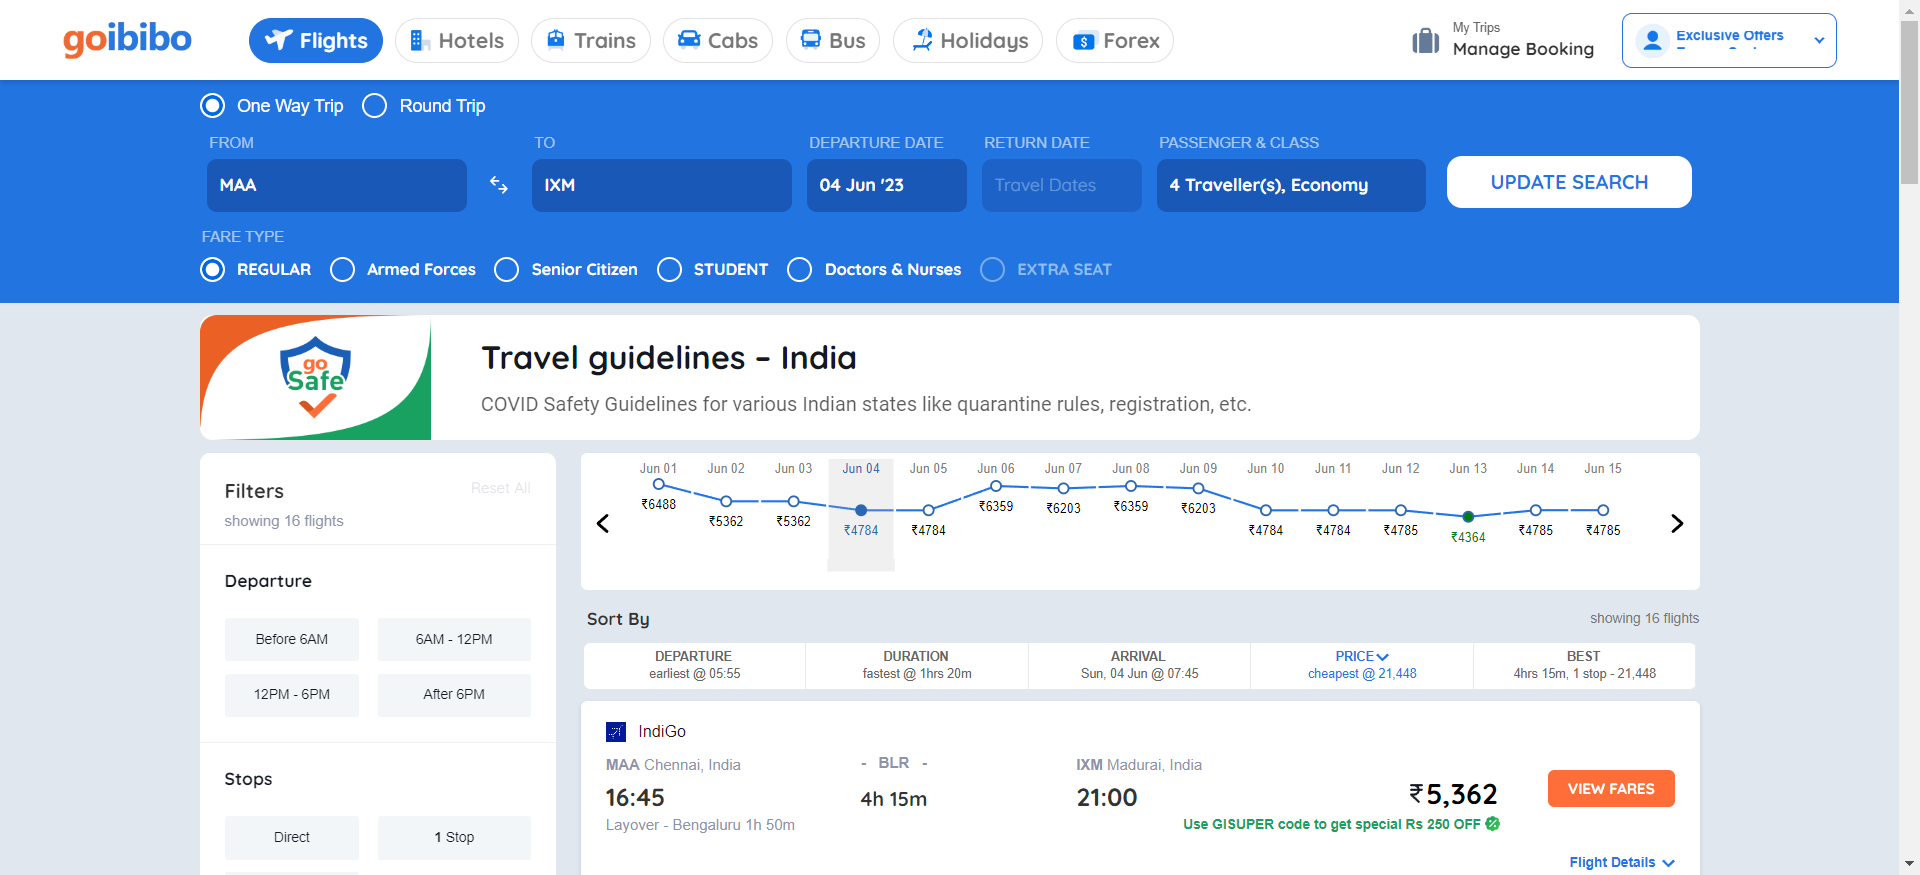 goibibo
Flights
Hotels
Trains
Cabs
Bus
Holidays
Forex
My Trips
Manage Booking
Exclusive Offers
One Way Trip
Round Trip
FROM
TO
DEPARTURE DATE
RETURN DATE
PASSENGER & CLASS
MAA
IXM
04 Jun '23
Travel Dates
4 Traveller(s), Economy
UPDATE SEARCH
FARE TYPE
REGULAR
Armed Forces
Senior Citizen
STUDENT
Doctors & Nurses
EXTRA SEAT
go
Safe
Travel guidelines – India
COVID Safety Guidelines for various Indian states like quarantine rules, registration, etc.
Filters
Reset All
showing 16 flights
Departure
Before 6AM
6AM - 12PM
12PM - 6PM
After 6PM
Stops
Direct
1 Stop
Jun 01 Jun 02 Jun 03 Jun 04 Jun 05 Jun 06 Jun 07 Jun 08 Jun 09 Jun 10 Jun 11 Jun 12 Jun 13 Jun 14 Jun 15
₹6488 ₹5362 ₹5362 ₹4784 ₹4784 ₹6359 ₹6203 ₹6359 ₹6203 ₹4784 ₹4784 ₹4785 ₹4364 ₹4785 ₹4785
Sort By
showing 16 flights
DEPARTURE
earliest @ 05:55
DURATION
fastest @ 1hrs 20m
ARRIVAL
Sun, 04 Jun @ 07:45
PRICE
cheapest @ 21,448
BEST
4hrs 15m, 1 stop - 21,448
IndiGo
MAA Chennai, India
- BLR -
IXM Madurai, India
16:45
4h 15m
21:00
₹5,362
VIEW FARES
Layover - Bengaluru 1h 50m
Use GISUPER code to get special Rs 250 OFF
Flight Details